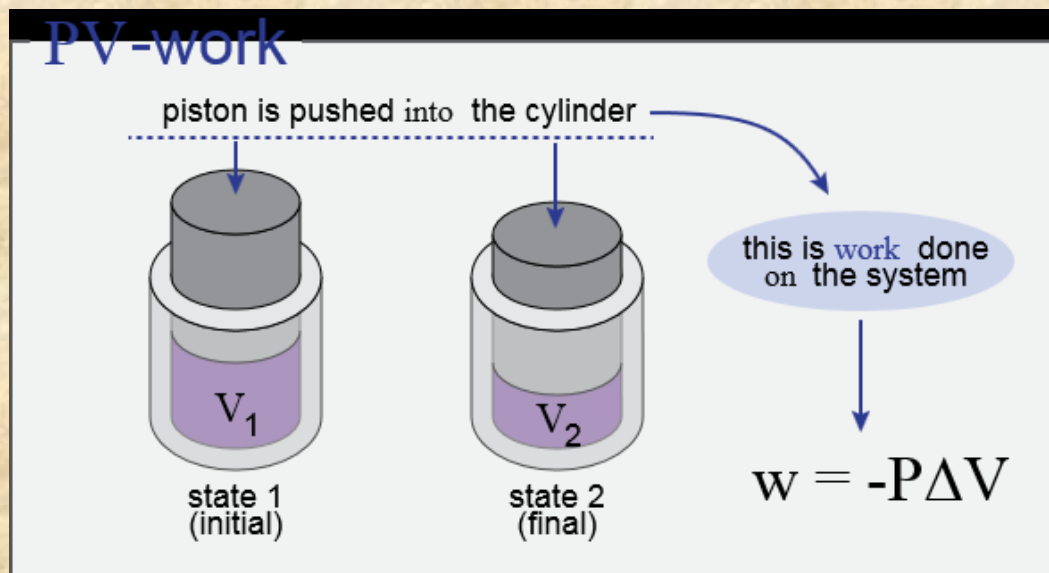 PV-work
piston is pushed into the cylinder
this is work done
on the system
V1
V2
state 1
(initial)
state 2
(final)
w = -PΔV